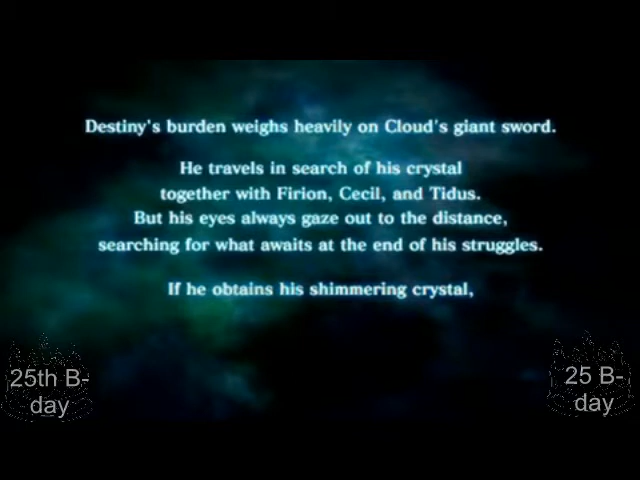 Destiny's burden weighs heavily on Cloud's giant sword.
He travels in search of his crystal
together with Firion, Cecil, and Tidus.
But his eyes always gaze out to the distance,
searching for what awaits at the end of his struggles.
If he obtains his shimmering crystal,
25th B-
day
25 B-
day